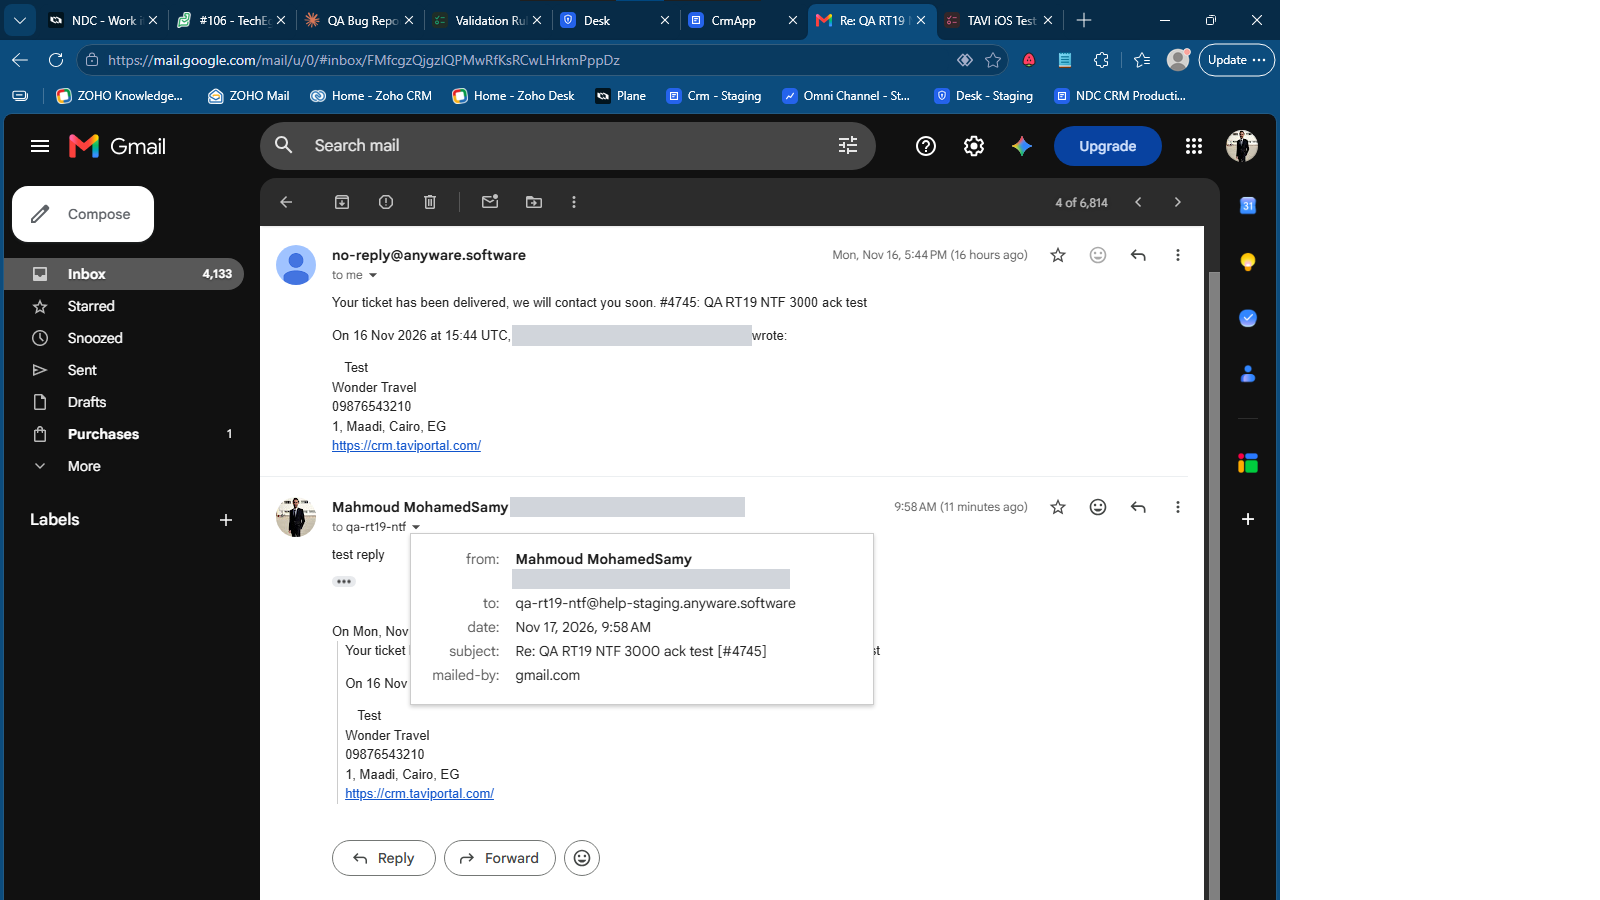 NDC - Work i
#106 - TechE
QA Bug Repo
Validation Ru
Desk
CrmApp
Re: QA RT19
TAVI iOS Test
https://mail.google.com/mail/u/0/#inbox/FMfcgzQjgzlQPMwRfKsRCwLHrkmPppDz
Update
ZOHO Knowledge...
ZOHO Mail
Home - Zoho CRM
Home - Zoho Desk
Plane
Crm - Staging
Omni Channel - St...
Desk - Staging
NDC CRM Producti...
Gmail
Search mail
Upgrade
Compose
4 of 6,814
Inbox 4,133
Starred
Snoozed
Sent
Drafts
Purchases 1
More
Labels
no-reply@anyware.software
Mon, Nov 16, 5:44 PM (16 hours ago)
to me
Your ticket has been delivered, we will contact you soon. #4745: QA RT19 NTF 3000 ack test
On 16 Nov 2026 at 15:44 UTC, wrote:
Test
Wonder Travel
09876543210
1, Maadi, Cairo, EG
https://crm.taviportal.com/
Mahmoud MohamedSamy
9:58 AM (11 minutes ago)
to qa-rt19-ntf
test reply
from: Mahmoud MohamedSamy
to: qa-rt19-ntf@help-staging.anyware.software
date: Nov 17, 2026, 9:58 AM
subject: Re: QA RT19 NTF 3000 ack test [#4745]
mailed-by: gmail.com
On Mon, Nov
Your ticket
On 16 Nov
Test
Wonder Travel
09876543210
1, Maadi, Cairo, EG
https://crm.taviportal.com/
Reply
Forward
31